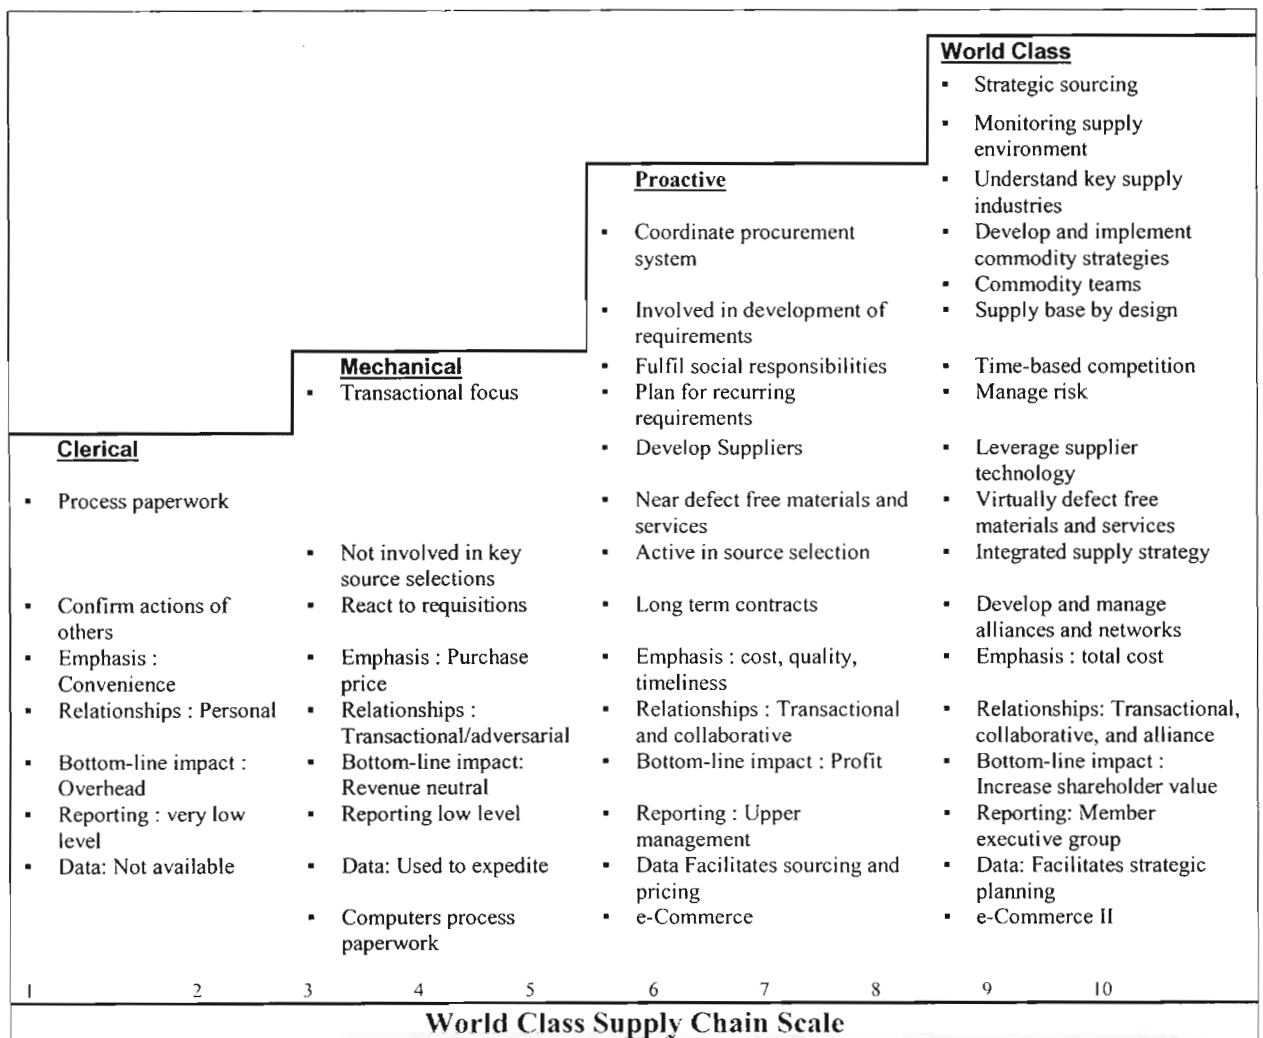 World Class
▪ Strategic sourcing
▪ Monitoring supply
environment
▪ Understand key supply
industries
▪ Develop and implement
commodity strategies
▪ Commodity teams
▪ Supply base by design
▪ Time-based competition
▪ Manage risk
▪ Leverage supplier
technology
▪ Virtually defect free
materials and services
▪ Integrated supply strategy
▪ Develop and manage
alliances and networks
▪ Emphasis : total cost
▪ Relationships: Transactional,
collaborative, and alliance
▪ Bottom-line impact :
Increase shareholder value
▪ Reporting: Member
executive group
▪ Data: Facilitates strategic
planning
▪ e-Commerce II
Proactive
▪ Coordinate procurement
system
▪ Involved in development of
requirements
▪ Fulfil social responsibilities
▪ Plan for recurring
requirements
▪ Develop Suppliers
▪ Near defect free materials and
services
▪ Active in source selection
▪ Long term contracts
▪ Emphasis : cost, quality,
timeliness
▪ Relationships : Transactional
and collaborative
▪ Bottom-line impact : Profit
▪ Reporting : Upper
management
▪ Data Facilitates sourcing and
pricing
▪ e-Commerce
Mechanical
▪ Transactional focus
▪ Not involved in key
source selections
▪ React to requisitions
▪ Emphasis : Purchase
price
▪ Relationships :
Transactional/adversarial
▪ Bottom-line impact:
Revenue neutral
▪ Reporting low level
▪ Data: Used to expedite
▪ Computers process
paperwork
Clerical
▪ Process paperwork
▪ Confirm actions of
others
▪ Emphasis :
Convenience
▪ Relationships : Personal
▪ Bottom-line impact :
Overhead
▪ Reporting : very low
level
▪ Data: Not available
1 2 3 4 5 6 7 8 9 10
World Class Supply Chain Scale